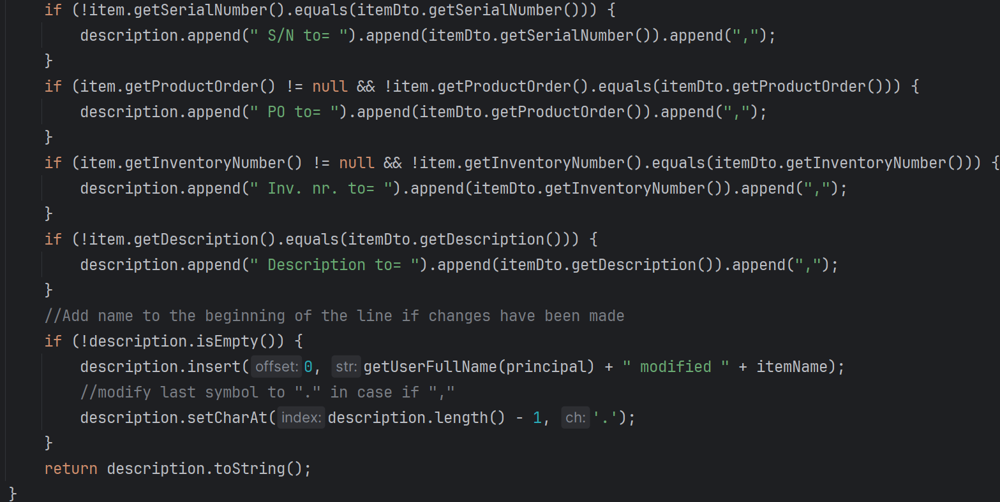 if (!item.getSerialNumber().equals(itemDto.getSerialNumber())) {
description.append(" S/N to= ").append(itemDto.getSerialNumber()).append(",");
}
if (item.getProductOrder() != null && !item.getProductOrder().equals(itemDto.getProductOrder())) {
description.append(" PO to= ").append(itemDto.getProductOrder()).append(",");
}
if (item.getInventoryNumber() != null && !item.getInventoryNumber().equals(itemDto.getInventoryNumber())) {
description.append(" Inv. nr. to= ").append(itemDto.getInventoryNumber()).append(",");
}
if (!item.getDescription().equals(itemDto.getDescription())) {
description.append(" Description to= ").append(itemDto.getDescription()).append(",");
}
//Add name to the beginning of the line if changes have been made
if (!description.isEmpty()) {
description.insert( offset: 0, str: getUserFullName(principal) + " modified " + itemName);
//modify last symbol to "." in case if ","
description.setCharAt( index: description.length() - 1, ch: '.');
}
return description.toString();
}